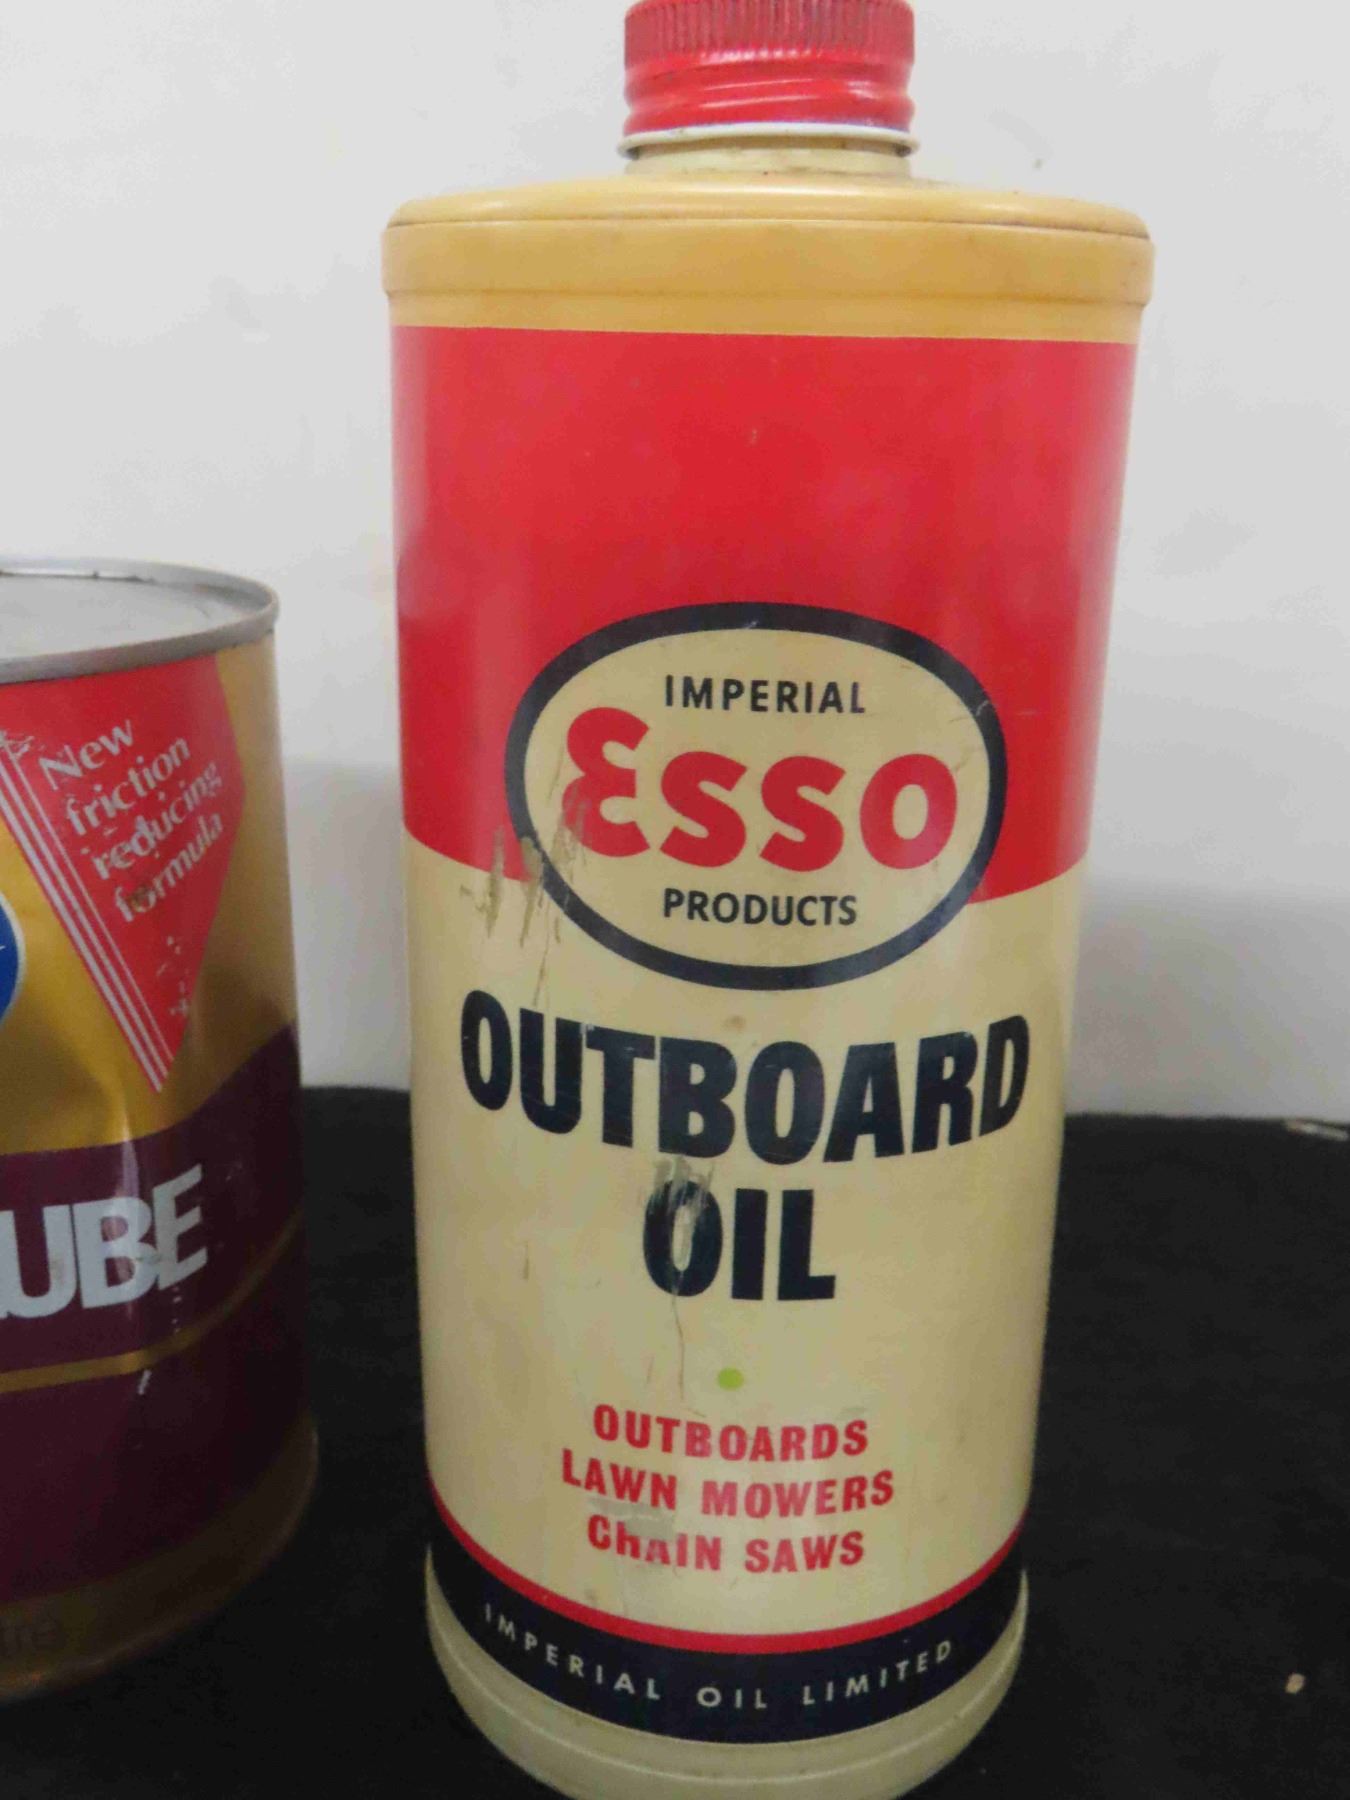 New
friction
reducing
formula
UBE
IMPERIAL
Esso
PRODUCTS
OUTBOARD
OIL
OUTBOARDS
LAWN MOWERS
CHAIN SAWS
IMPERIAL OIL LIMITED